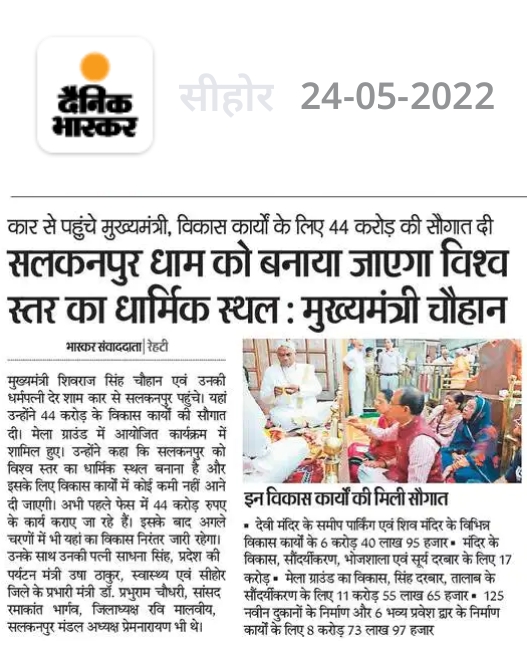 दैनिक
भास्कर
सीहोर 24-05-2022
कार से पहुंचे मुख्यमंत्री, विकास कार्यों के लिए 44 करोड़ की सौगात दी
सलकनपुर धाम को बनाया जाएगा विश्व
स्तर का धार्मिक स्थल : मुख्यमंत्री चौहान
भास्कर संवाददाता | रेहटी
मुख्यमंत्री शिवराज सिंह चौहान एवं उनकी
धर्मपत्नी देर शाम कार से सलकनपुर पहुंचे। यहां
उन्होंने 44 करोड़ के विकास कार्यों की सौगात
दी। मेला ग्राउंड में आयोजित कार्यक्रम में
शामिल हुए। उन्होंने कहा कि सलकनपुर को
विश्व स्तर का धार्मिक स्थल बनाना है और
इसके लिए विकास कार्यों में कोई कमी नहीं आने
दी जाएगी। अभी पहले फेस में 44 करोड़ रुपए
के कार्य कराए जा रहे हैं। इसके बाद अगले
चरणों में भी यहां का विकास निरंतर जारी रहेगा।
उनके साथ उनकी पत्नी साधना सिंह, प्रदेश की
पर्यटन मंत्री उषा ठाकुर, स्वास्थ्य एवं सीहोर
जिले के प्रभारी मंत्री डॉ. प्रभुराम चौधरी, सांसद
रमाकांत भार्गव, जिलाध्यक्ष रवि मालवीय,
सलकनपुर मंडल अध्यक्ष प्रेमनारायण भी थे।
इन विकास कार्यों की मिली सौगात
▪ देवी मंदिर के समीप पार्किंग एवं शिव मंदिर के विभिन्न
विकास कार्यों के 6 करोड़ 40 लाख 95 हजार ▪ मंदिर के
विकास, सौंदर्यीकरण, भोजशाला एवं सूर्य दरबार के लिए 17
करोड़ ▪ मेला ग्राउंड का विकास, सिंह दरबार, तालाब के
सौंदर्यीकरण के लिए 11 करोड़ 55 लाख 65 हजार ▪ 125
नवीन दुकानों के निर्माण और 6 भव्य प्रवेश द्वार के निर्माण
कार्यों के लिए 8 करोड़ 73 लाख 97 हजार